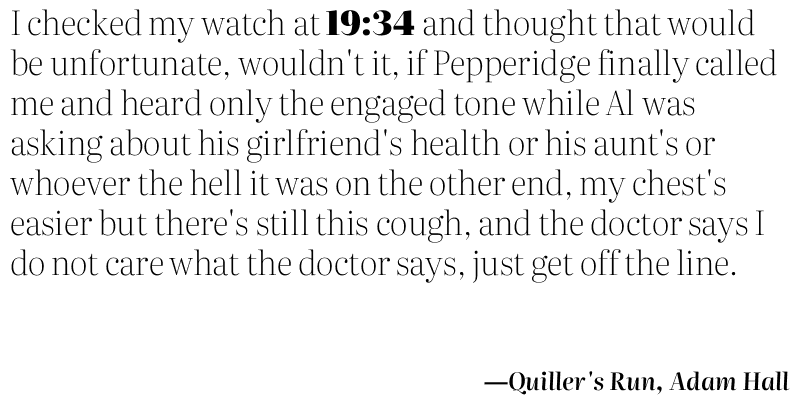 I checked my watch at 19:34 and thought that would
be unfortunate, wouldn't it, if Pepperidge finally called
me and heard only the engaged tone while Al was
asking about his girlfriend's health or his aunt's or
whoever the hell it was on the other end, my chest's
easier but there's still this cough, and the doctor says I
do not care what the doctor says, just get off the line.
—Quiller's Run, Adam Hall